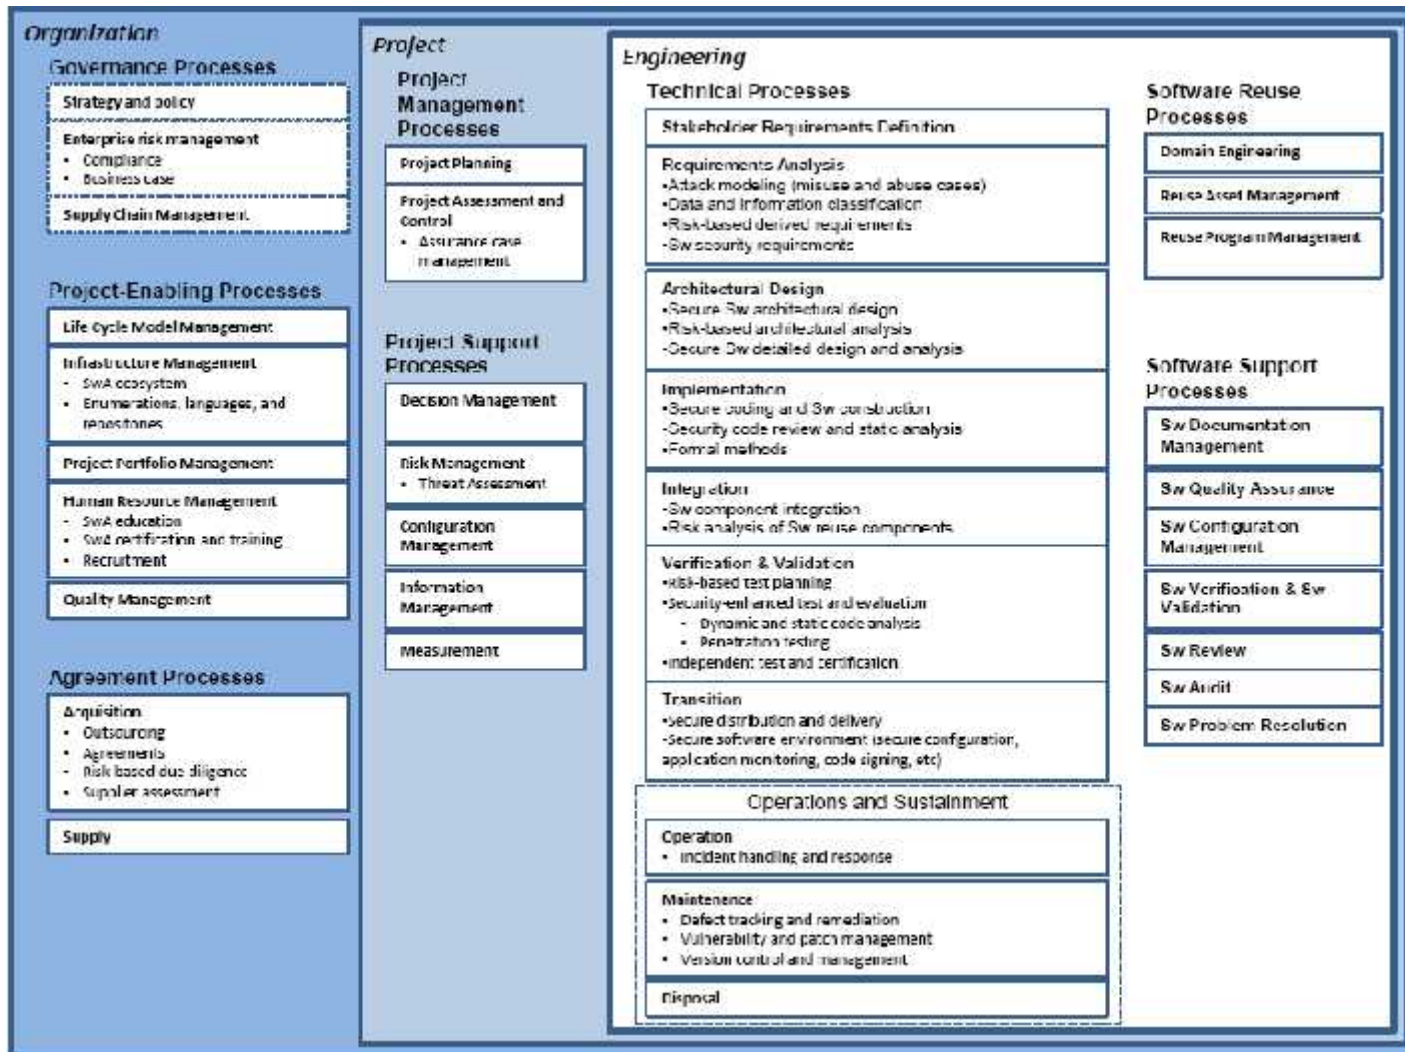 Organization
Governance Processes
Strategy and policy
Enterprise risk management
• Compliance
• Business case
Supply Chain Management
Project-Enabling Processes
Life Cycle Model Management
Infrastructure Management
• SwA ecosystem
• Enumerations, languages, and
repositories
Project Portfolio Management
Human Resource Management
• SwA education
• SwA certification and training
• Recruitment
Quality Management
Agreement Processes
Acquisition
• Outsourcing
• Agreements
• Risk based due diligence
• Supplier assessment
Supply
Project
Project
Management
Processes
Project Planning
Project Assessment and
Control
• Assurance case
management
Project Support
Processes
Decision Management
Risk Management
• Threat Assessment
Configuration
Management
Information
Management
Measurement
Engineering
Technical Processes
Stakeholder Requirements Definition
Requirements Analysis
•Attack modeling (misuse and abuse cases)
•Data and information classification
•Risk-based derived requirements
•Sw security requirements
Architectural Design
•Secure Sw architectural design
•Risk-based architectural analysis
•Secure Sw detailed design and analysis
Implementation
•Secure coding and Sw construction
•Security code review and static analysis
•Formal methods
Integration
•Sw component integration
•Risk analysis of Sw reuse components
Verification & Validation
•Risk-based test planning
•Security-enhanced test and evaluation
• Dynamic and static code analysis
• Penetration testing
•Independent test and certification
Transition
•Secure distribution and delivery
•Secure software environment (secure configuration,
application monitoring, code signing, etc)
Operations and Sustainment
Operation
• Incident handling and response
Maintenance
• Defect tracking and remediation
• Vulnerability and patch management
• Version control and management
Disposal
Software Reuse
Processes
Domain Engineering
Reuse Asset Management
Reuse Program Management
Software Support
Processes
Sw Documentation
Management
Sw Quality Assurance
Sw Configuration
Management
Sw Verification & Sw
Validation
Sw Review
Sw Audit
Sw Problem Resolution